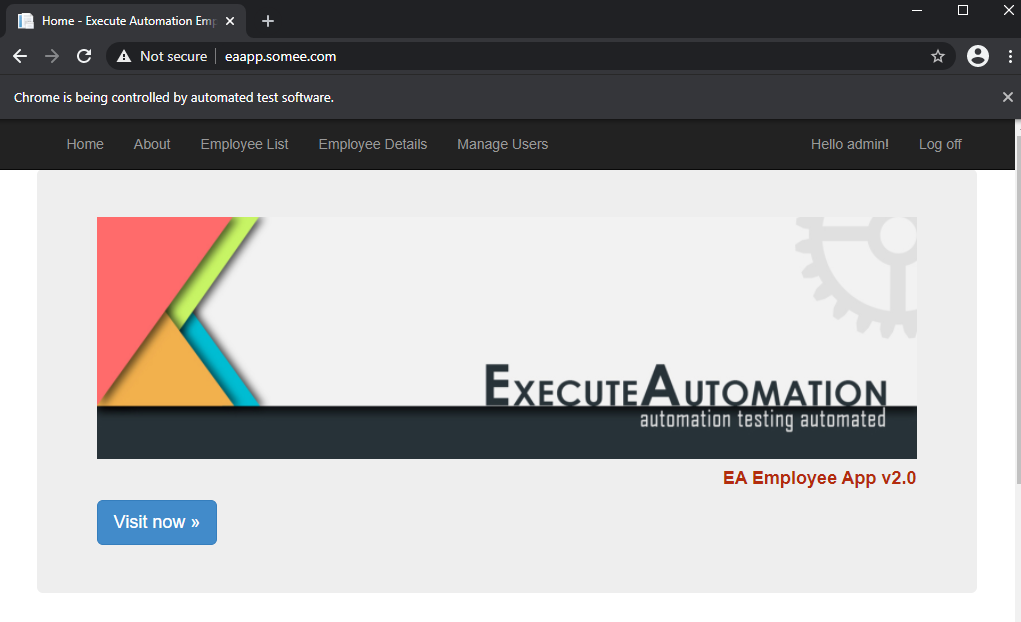 Home - Execute Automation Emp
Not secure
eaapp.somee.com
Chrome is being controlled by automated test software.
Home About Employee List Employee Details Manage Users Hello admin! Log off
EXECUTEAUTOMATION
automation testing automated
EA Employee App v2.0
Visit now »